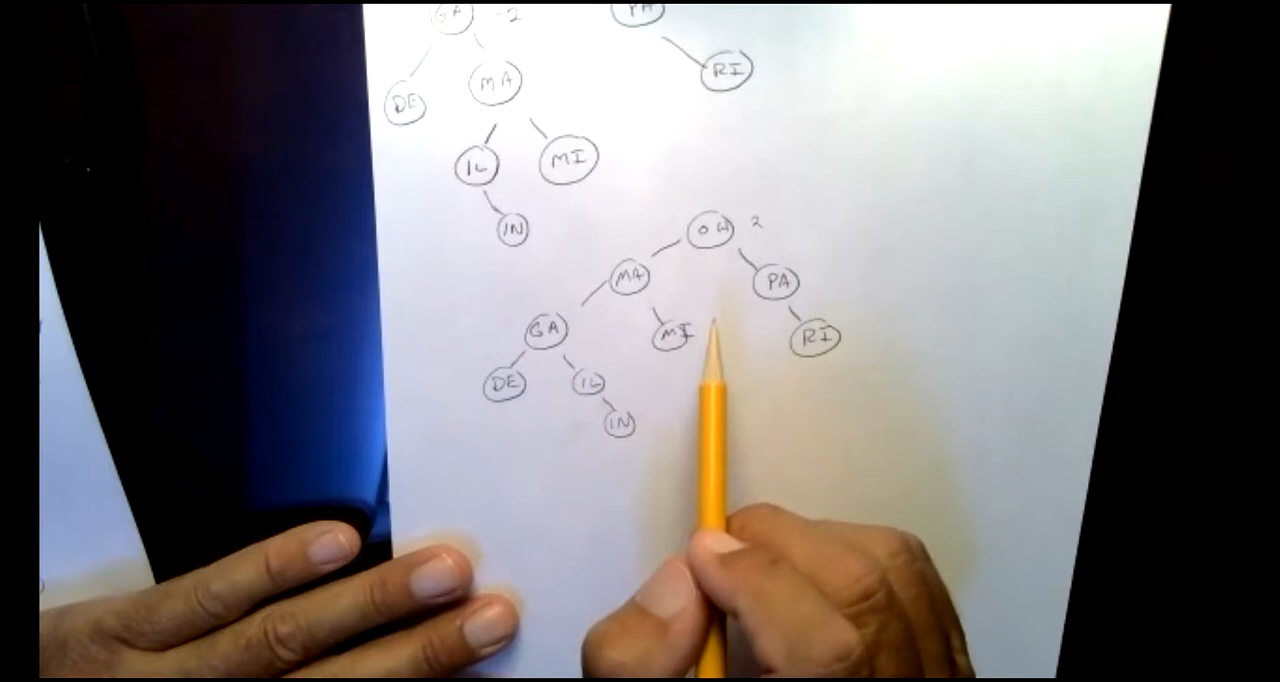 GA -2 PA
RI
MA
DE
IL MI
IN
OH 2
MA PA
GA MI RI
DE IL
IN